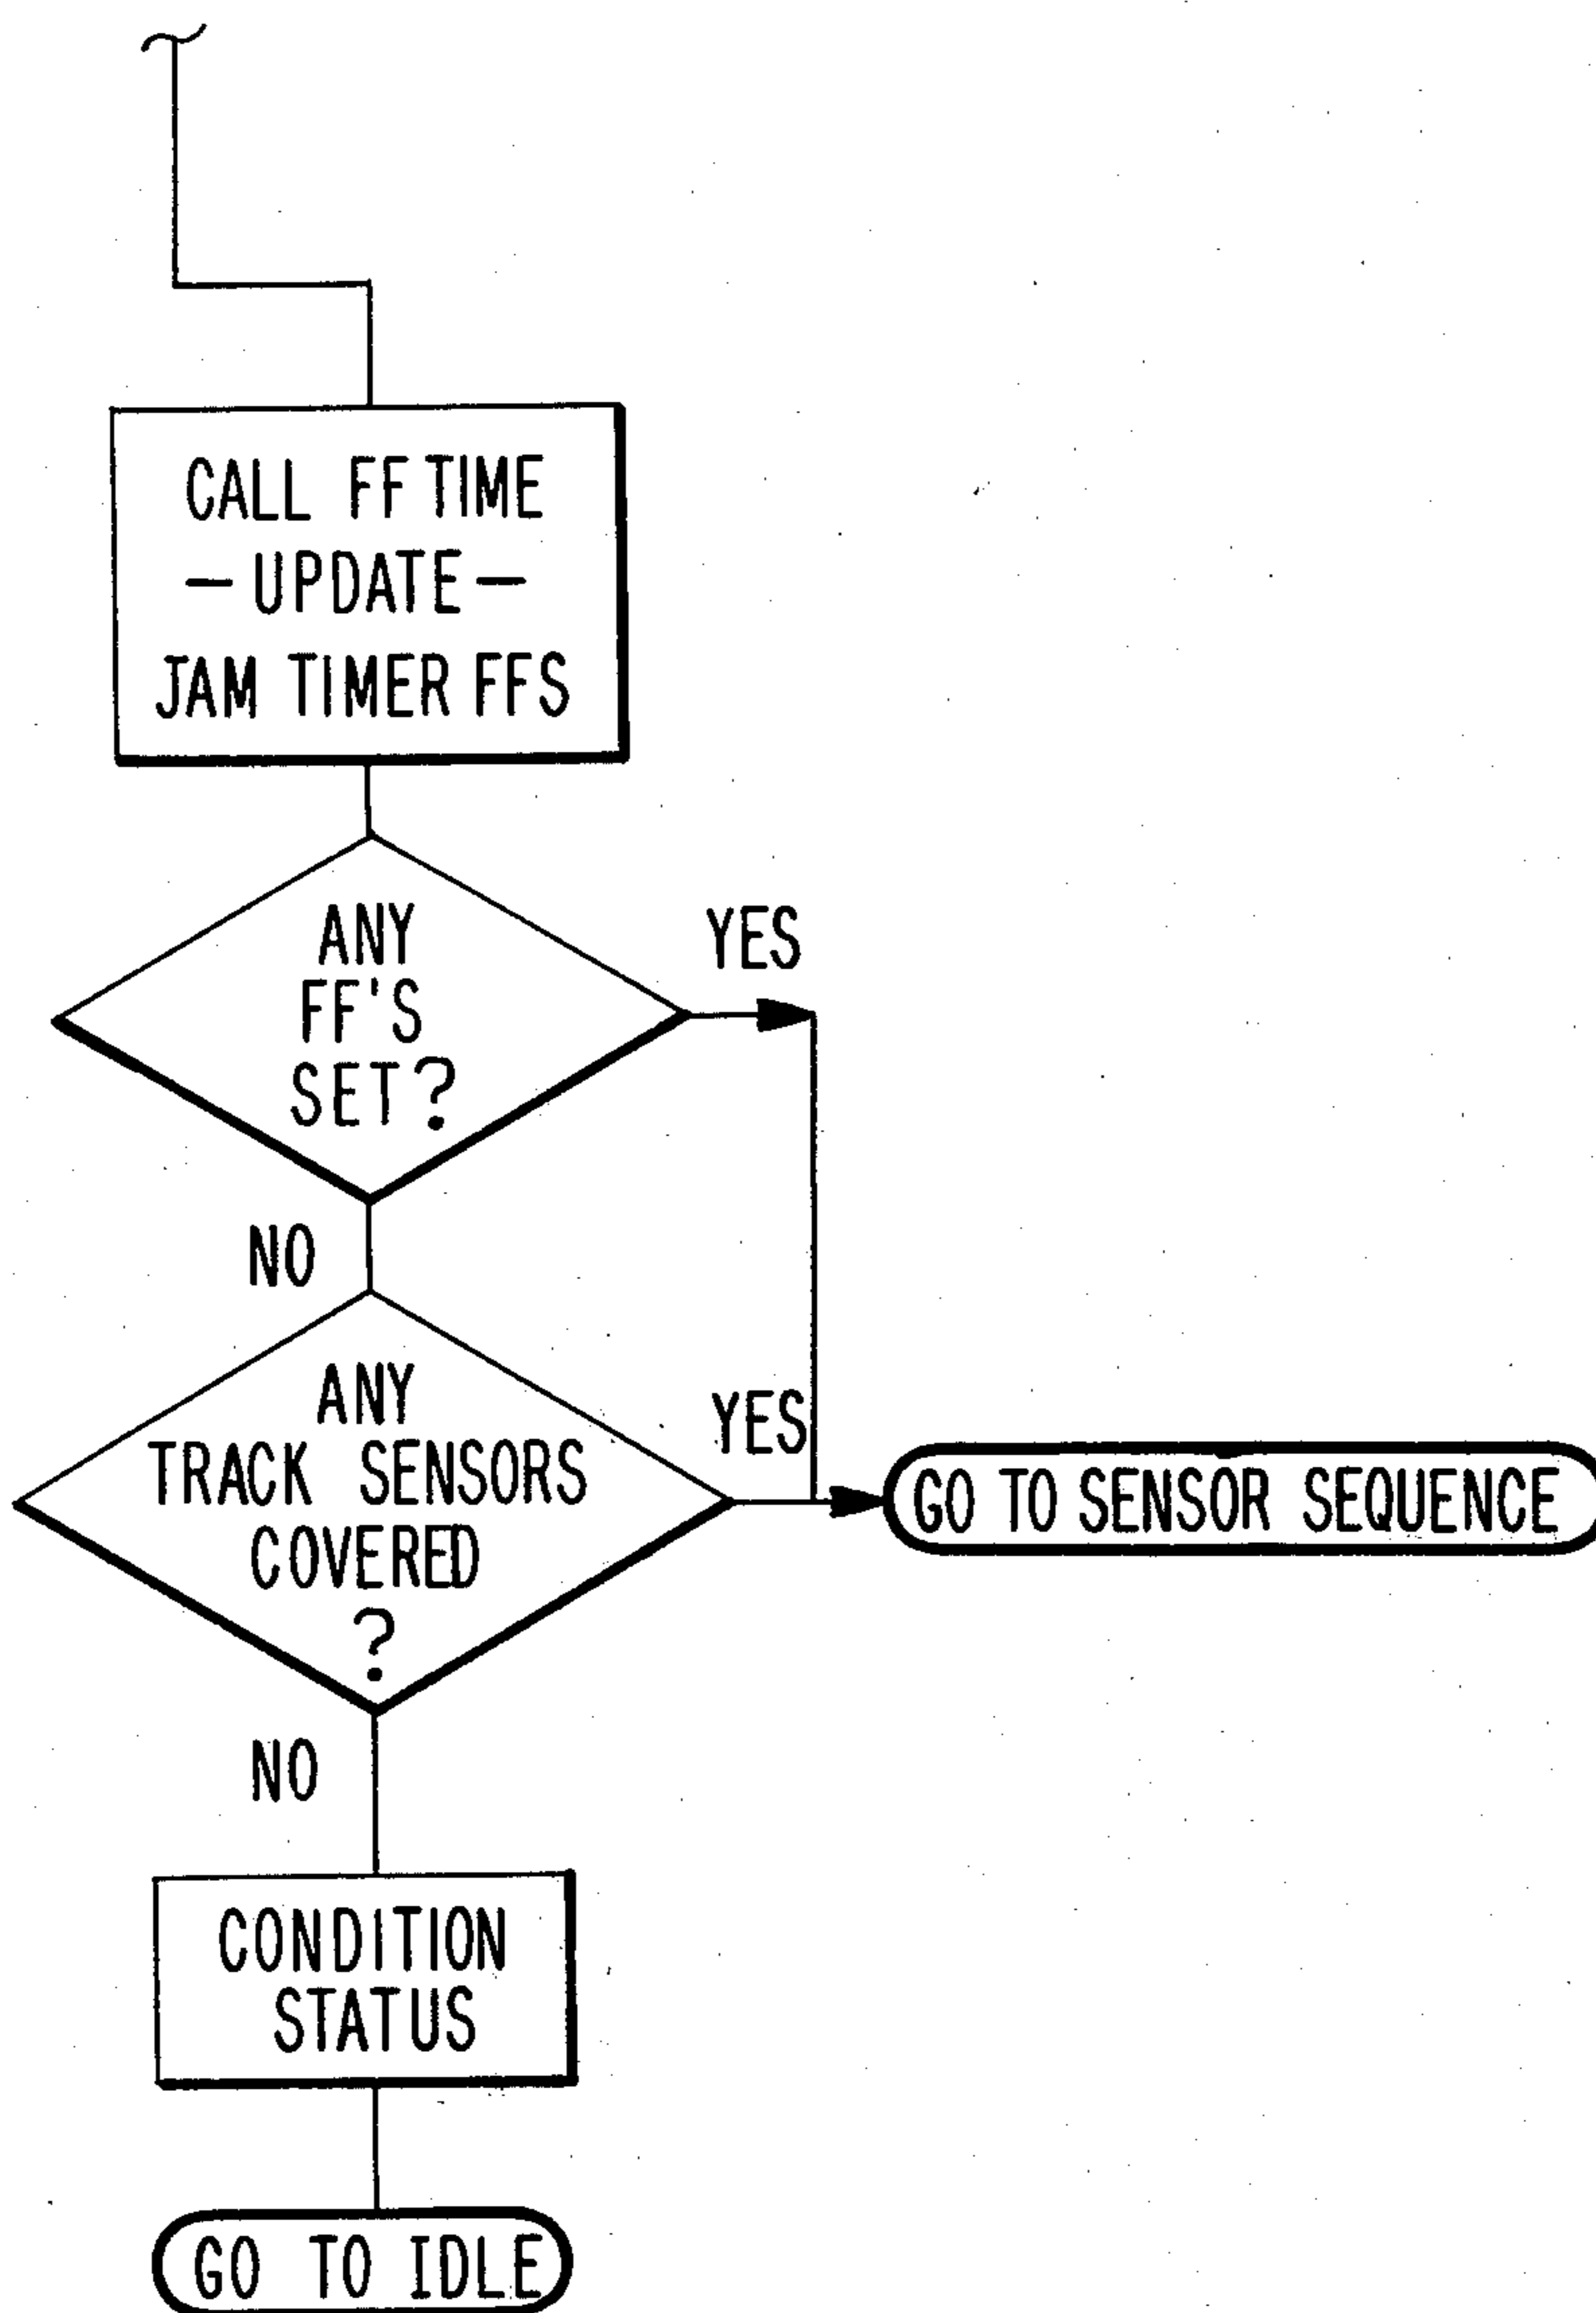 CALL FF TIME
— UPDATE —
JAM TIMER FFS
ANY
FF'S
SET?
YES
NO
ANY
TRACK SENSORS
COVERED
?
YES
GO TO SENSOR SEQUENCE
NO
CONDITION
STATUS
GO TO IDLE